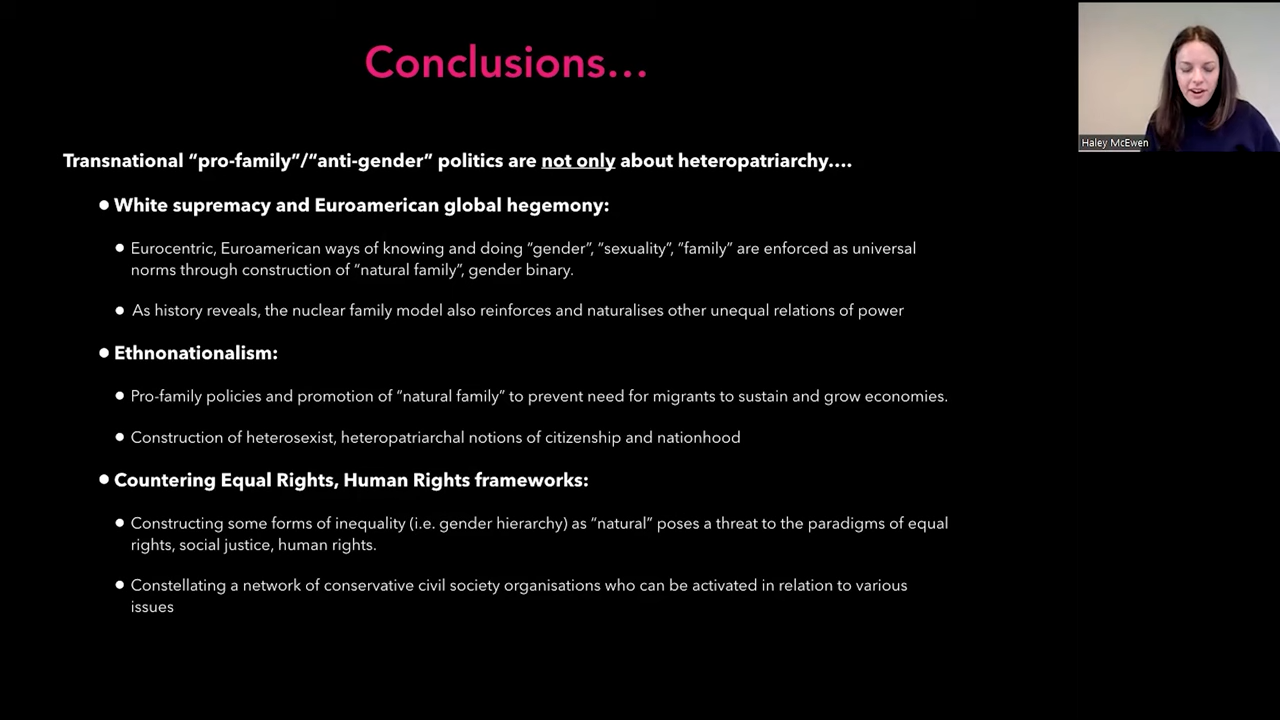 Conclusions...
Haley McEwen
Transnational “pro-family”/“anti-gender” politics are not only about heteropatriarchy....
● White supremacy and Euroamerican global hegemony:
● Eurocentric, Euroamerican ways of knowing and doing “gender”, “sexuality”, “family” are enforced as universal
norms through construction of “natural family”, gender binary.
● As history reveals, the nuclear family model also reinforces and naturalises other unequal relations of power
● Ethnonationalism:
● Pro-family policies and promotion of “natural family” to prevent need for migrants to sustain and grow economies.
● Construction of heterosexist, heteropatriarchal notions of citizenship and nationhood
● Countering Equal Rights, Human Rights frameworks:
● Constructing some forms of inequality (i.e. gender hierarchy) as “natural” poses a threat to the paradigms of equal
rights, social justice, human rights.
● Constellating a network of conservative civil society organisations who can be activated in relation to various
issues